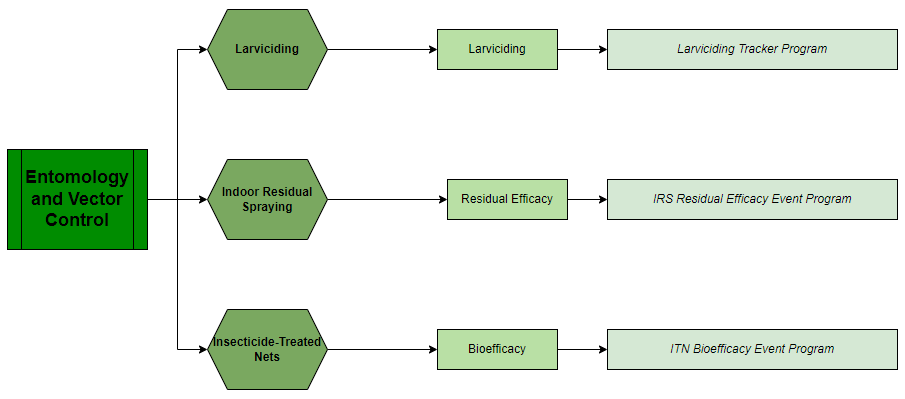 Larviciding
Larviciding
Larviciding Tracker Program
Entomology
and Vector
Control
Indoor Residual
Spraying
Residual Efficacy
IRS Residual Efficacy Event Program
Insecticide-Treated
Nets
Bioefficacy
ITN Bioefficacy Event Program